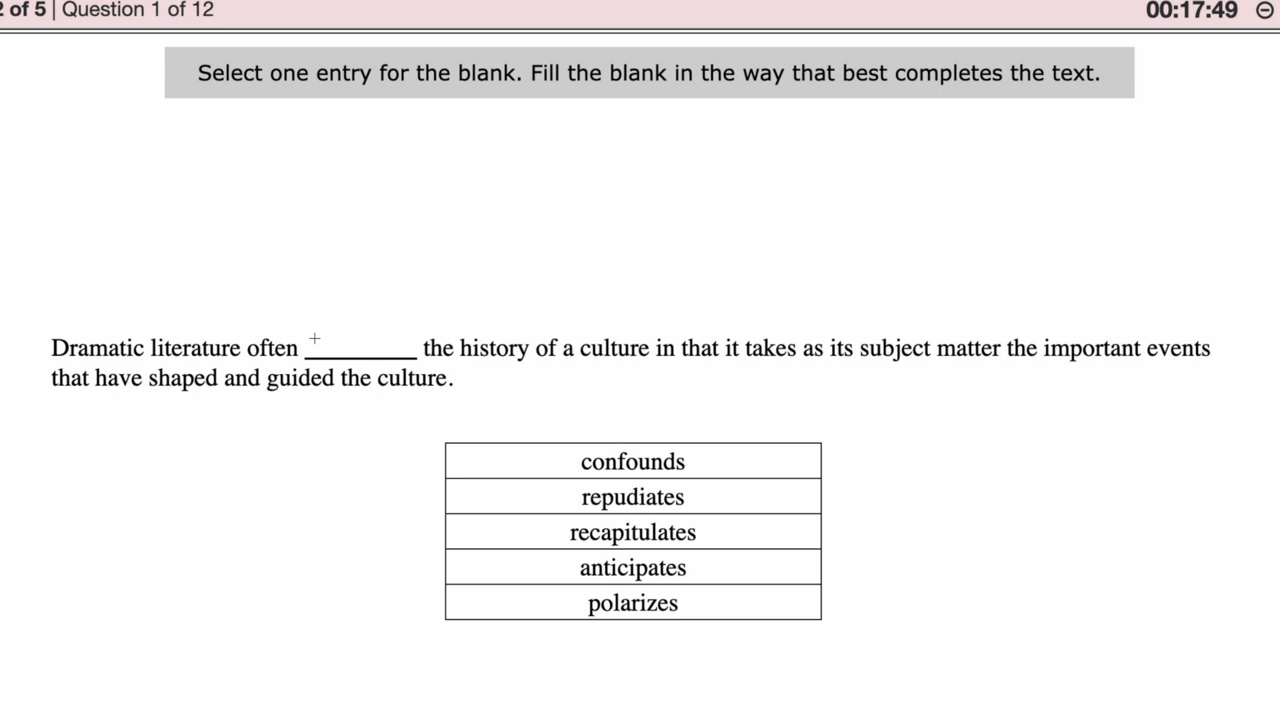 2 of 5 | Question 1 of 12
00:17:49
Select one entry for the blank. Fill the blank in the way that best completes the text.
Dramatic literature often __________ the history of a culture in that it takes as its subject matter the important events
that have shaped and guided the culture.
confounds
repudiates
recapitulates
anticipates
polarizes